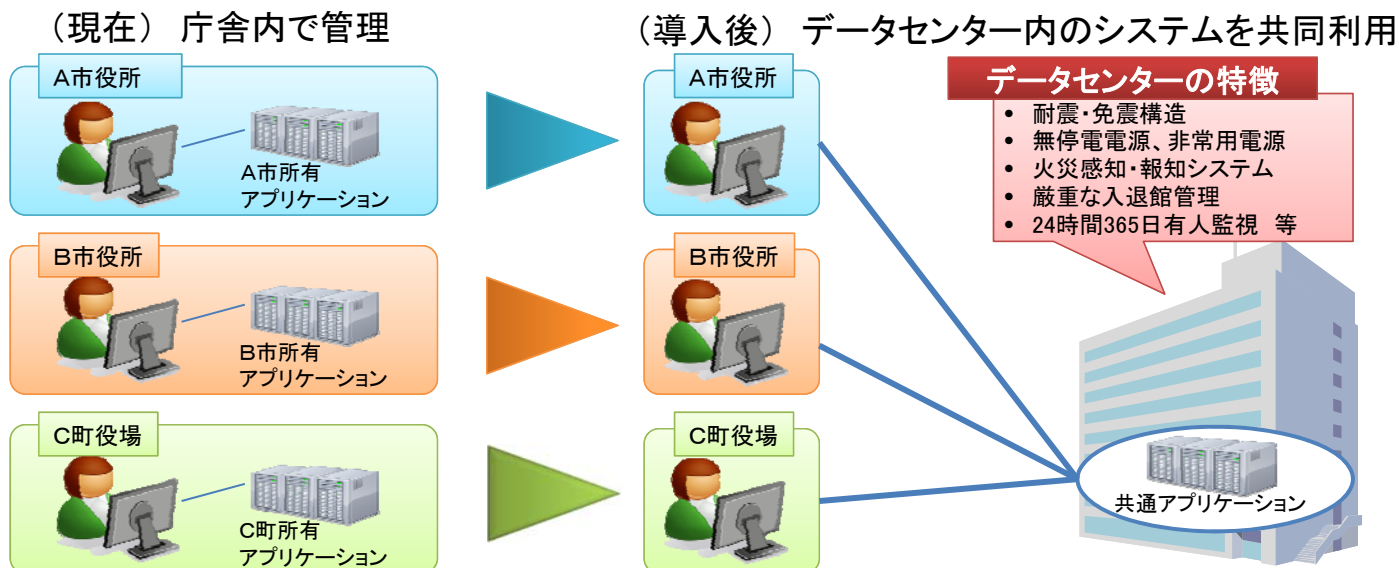 （現在） 庁舎内で管理
A市役所
A市所有
アプリケーション
B市役所
B市所有
アプリケーション
C町役場
C町所有
アプリケーション
（導入後） データセンター内のシステムを共同利用
A市役所
B市役所
C町役場
データセンターの特徴
• 耐震・免震構造
• 無停電電源、非常用電源
• 火災感知・報知システム
• 厳重な入退館管理
• 24時間365日有人監視 等
共通アプリケーション